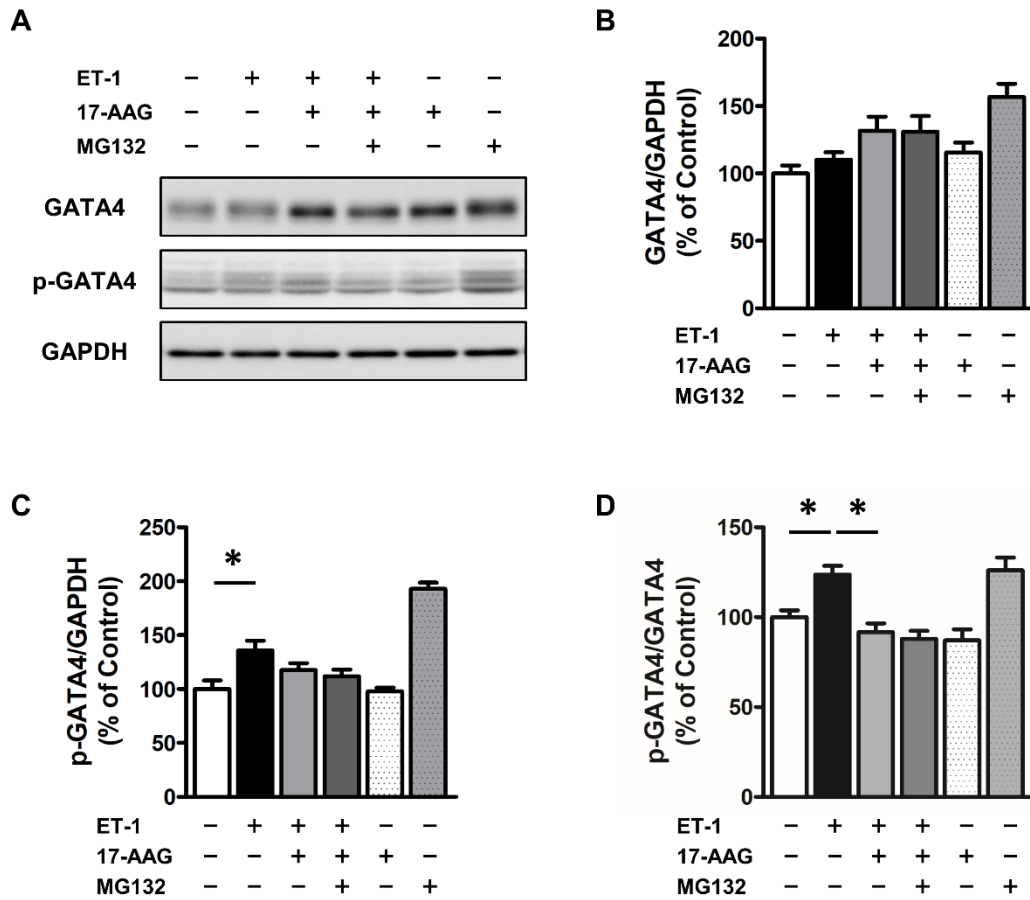 A
ET-1 − + + + − −
17-AAG − − + + + −
MG132 − − − + − +
GATA4
p-GATA4
GAPDH
B
GATA4/GAPDH
(% of Control)
200
150
100
50
0
ET-1 − + + + − −
17-AAG − − + + + −
MG132 − − − + − +
C
p-GATA4/GAPDH
(% of Control)
250
200
150
100
50
0
*
ET-1 − + + + − −
17-AAG − − + + + −
MG132 − − − + − +
D
p-GATA4/GATA4
(% of Control)
150
100
50
0
* *
ET-1 − + + + − −
17-AAG − − + + + −
MG132 − − − + − +